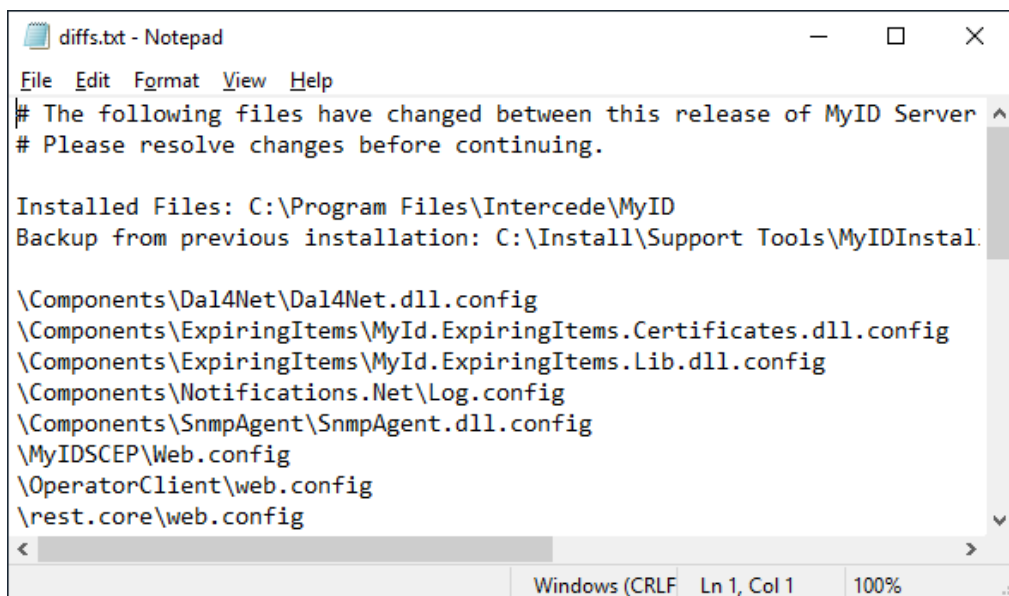 diffs.txt - Notepad
File Edit Format View Help
# The following files have changed between this release of MyID Server
# Please resolve changes before continuing.
Installed Files: C:\Program Files\Intercede\MyID
Backup from previous installation: C:\Install\Support Tools\MyIDInstal
\Components\Dal4Net\Dal4Net.dll.config
\Components\ExpiringItems\MyId.ExpiringItems.Certificates.dll.config
\Components\ExpiringItems\MyId.ExpiringItems.Lib.dll.config
\Components\Notifications.Net\Log.config
\Components\SnmpAgent\SnmpAgent.dll.config
\MyIDSCEP\Web.config
\OperatorClient\web.config
\rest.core\web.config
Windows (CRLF Ln 1, Col 1 100%